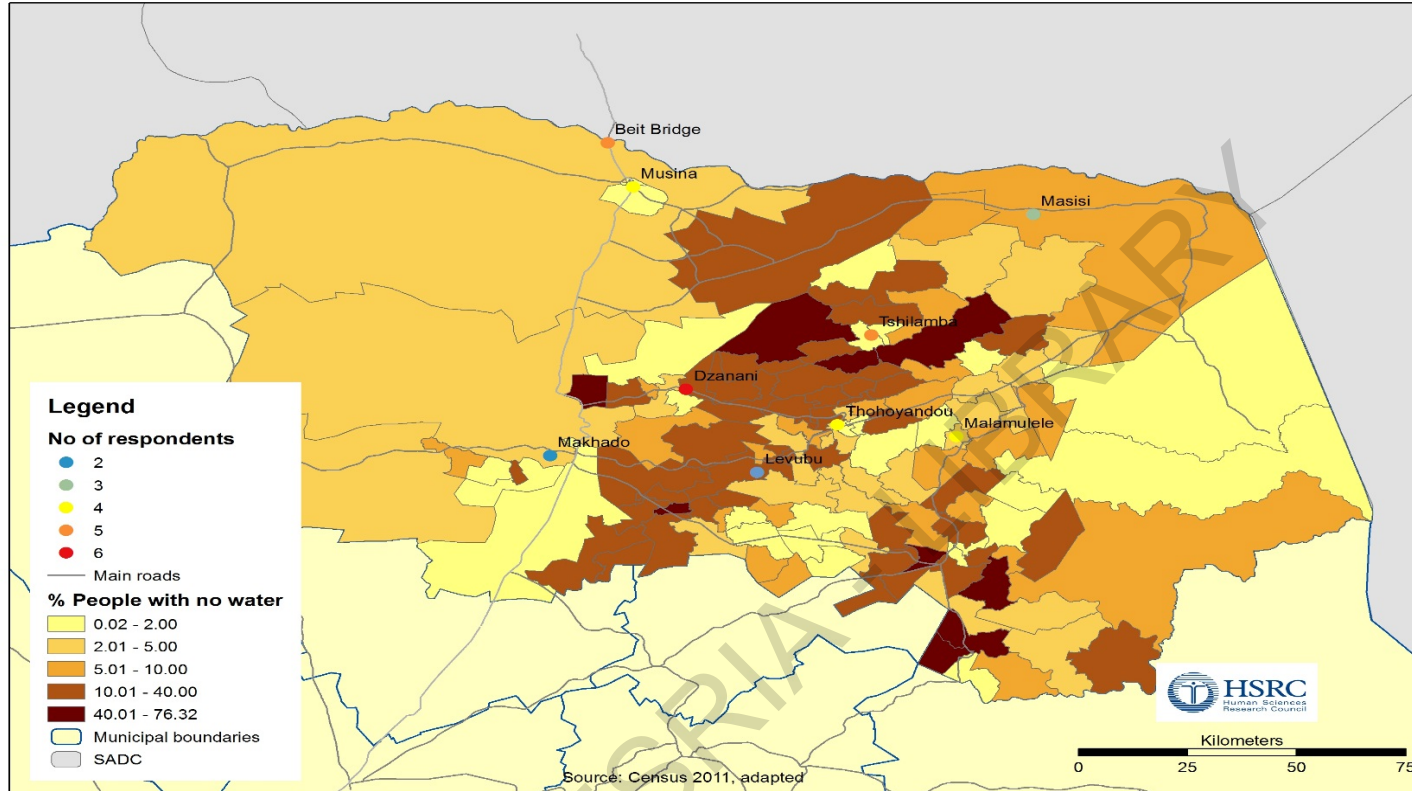 Beit Bridge
Musina
Masisi
Tshilamba
Dzanani
Thohoyandou
Malamulele
Makhado
Levubu
Legend
No of respondents
2
3
4
5
6
Main roads
% People with no water
0.02 - 2.00
2.01 - 5.00
5.01 - 10.00
10.01 - 40.00
40.01 - 76.32
Municipal boundaries
SADC
HSRC
Human Sciences
Research Council
Kilometers
0 25 50 75
Source: Census 2011, adapted
SRIA - LIBRARY